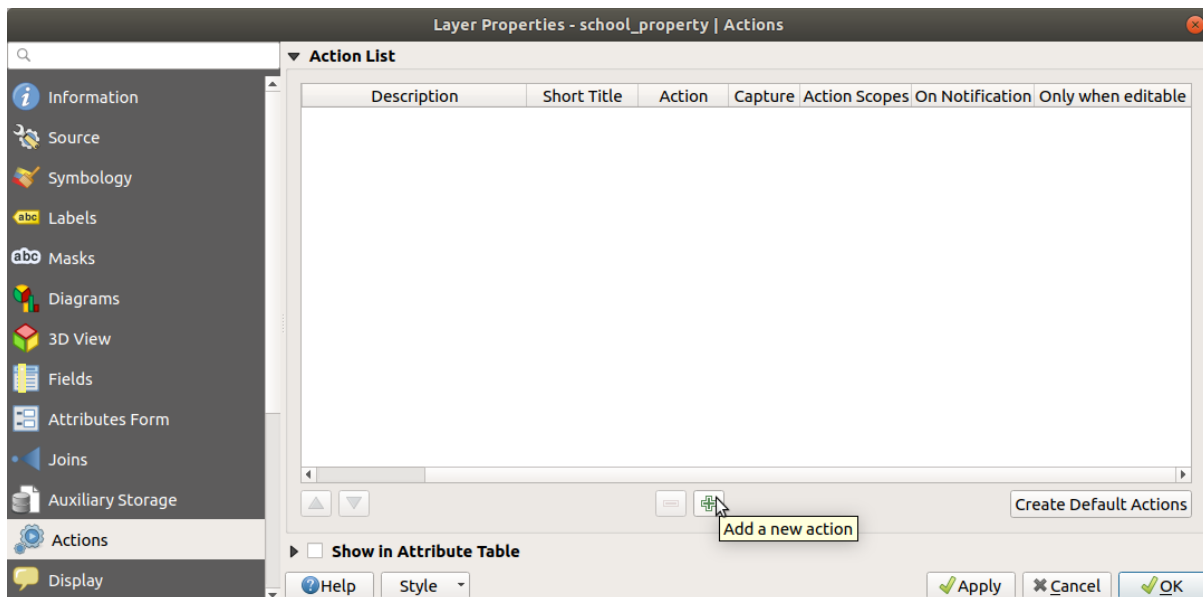 Layer Properties - school_property | Actions
Action List
Information
Source
Symbology
abc Labels
abc Masks
Diagrams
3D View
Fields
Attributes Form
Joins
Auxiliary Storage
Actions
Display
Description Short Title Action Capture Action Scopes On Notification Only when editable
Create Default Actions
Add a new action
Show in Attribute Table
Help Style Apply Cancel OK